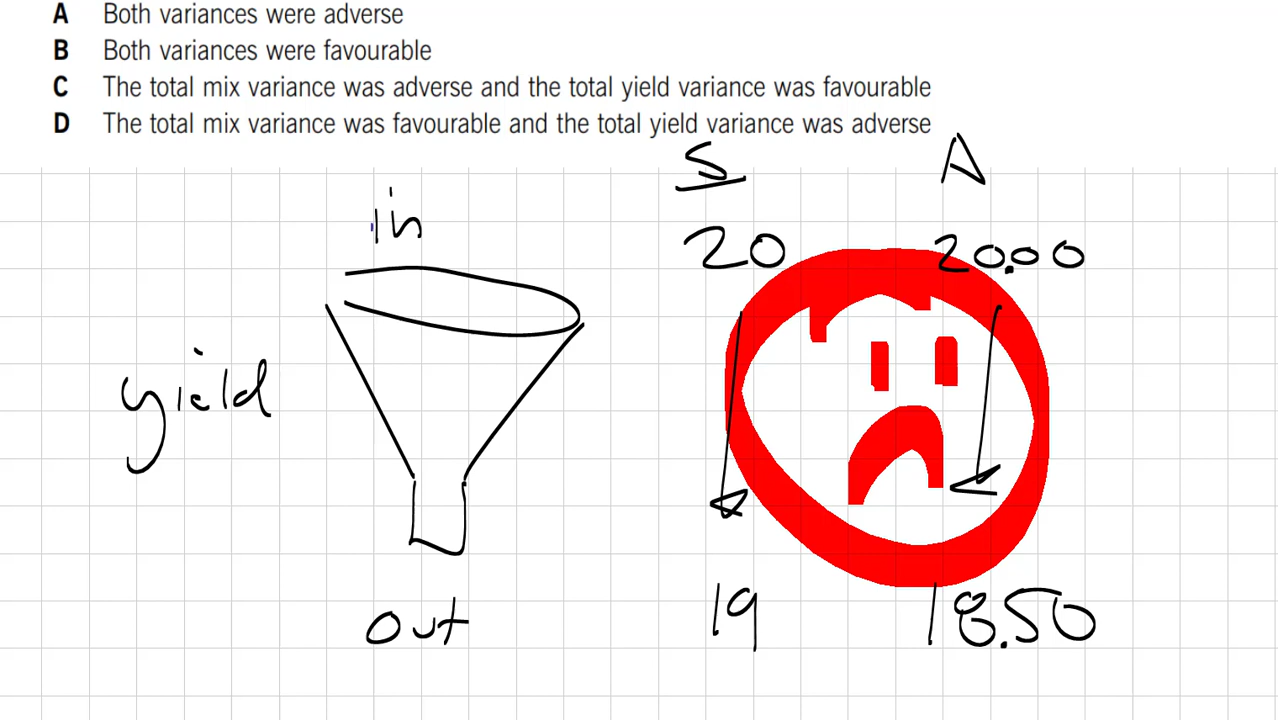 A Both variances were adverse
B Both variances were favourable
C The total mix variance was adverse and the total yield variance was favourable
D The total mix variance was favourable and the total yield variance was adverse
S A
in 20 20.00
yield
out 19 18.50